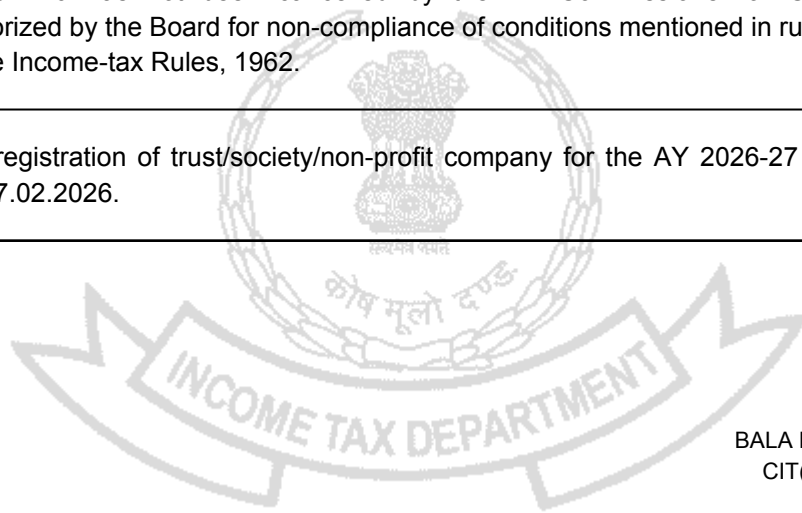 orized by the Board for non-compliance of conditions mentioned in ru
e Income-tax Rules, 1962.
registration of trust/society/non-profit company for the AY 2026-27
7.02.2026.
सत्यमेव जयते
कोष मूलो दण्डः
INCOME TAX DEPARTMENT
BALA
CIT(